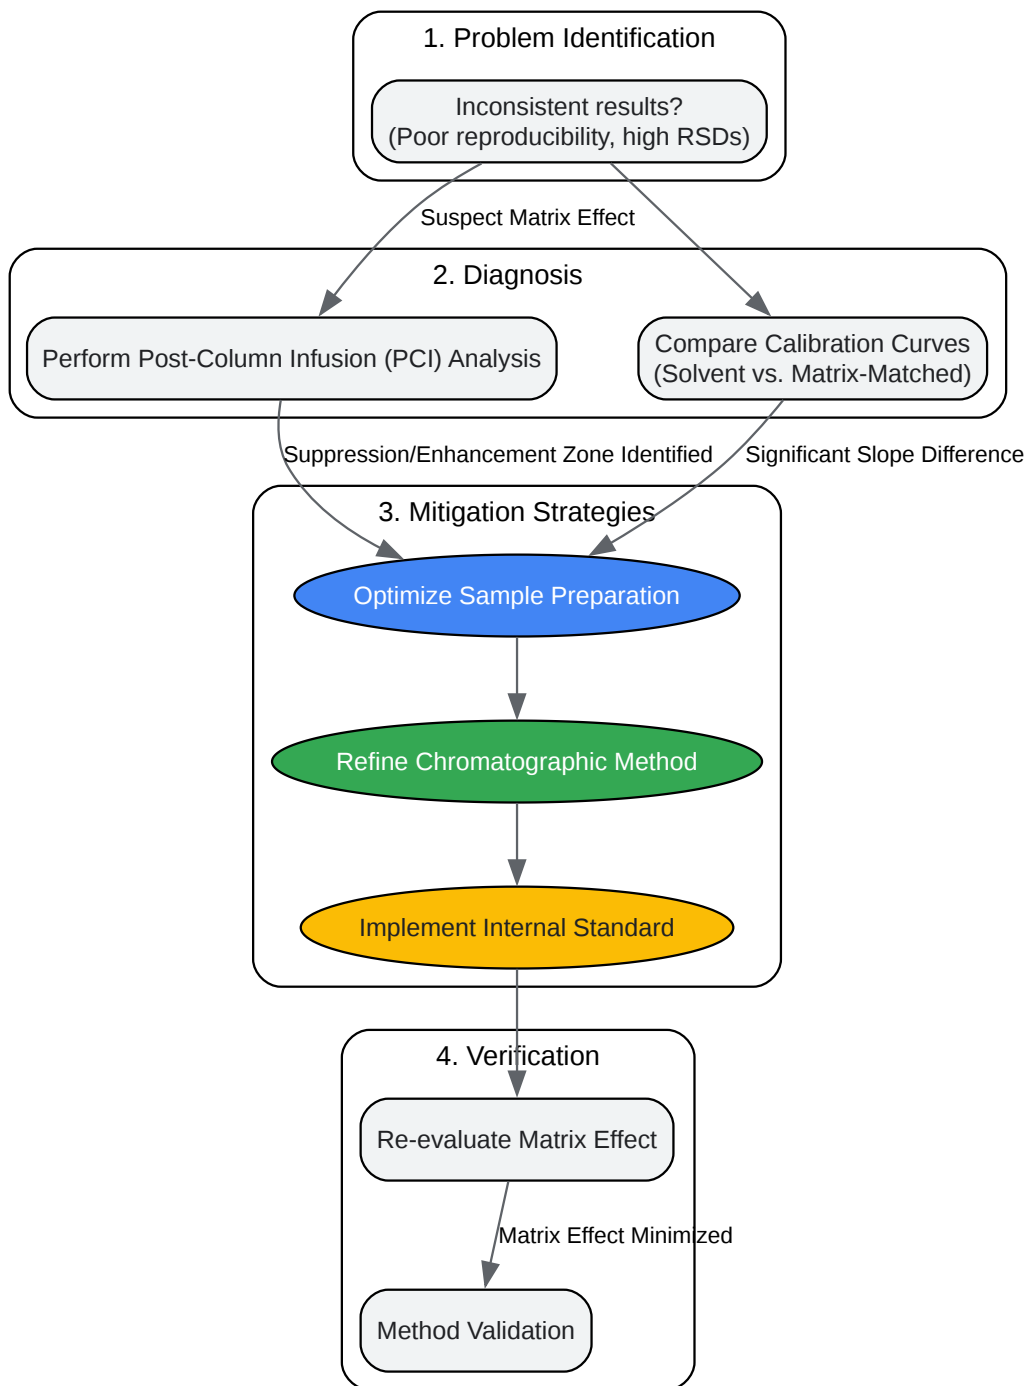 1. Problem Identification
Inconsistent results?
(Poor reproducibility, high RSDs)
Suspect Matrix Effect
2. Diagnosis
Perform Post-Column Infusion (PCI) Analysis
Compare Calibration Curves
(Solvent vs. Matrix-Matched)
Suppression/Enhancement Zone Identified
Significant Slope Difference
3. Mitigation Strategies
Optimize Sample Preparation
Refine Chromatographic Method
Implement Internal Standard
4. Verification
Re-evaluate Matrix Effect
Matrix Effect Minimized
Method Validation